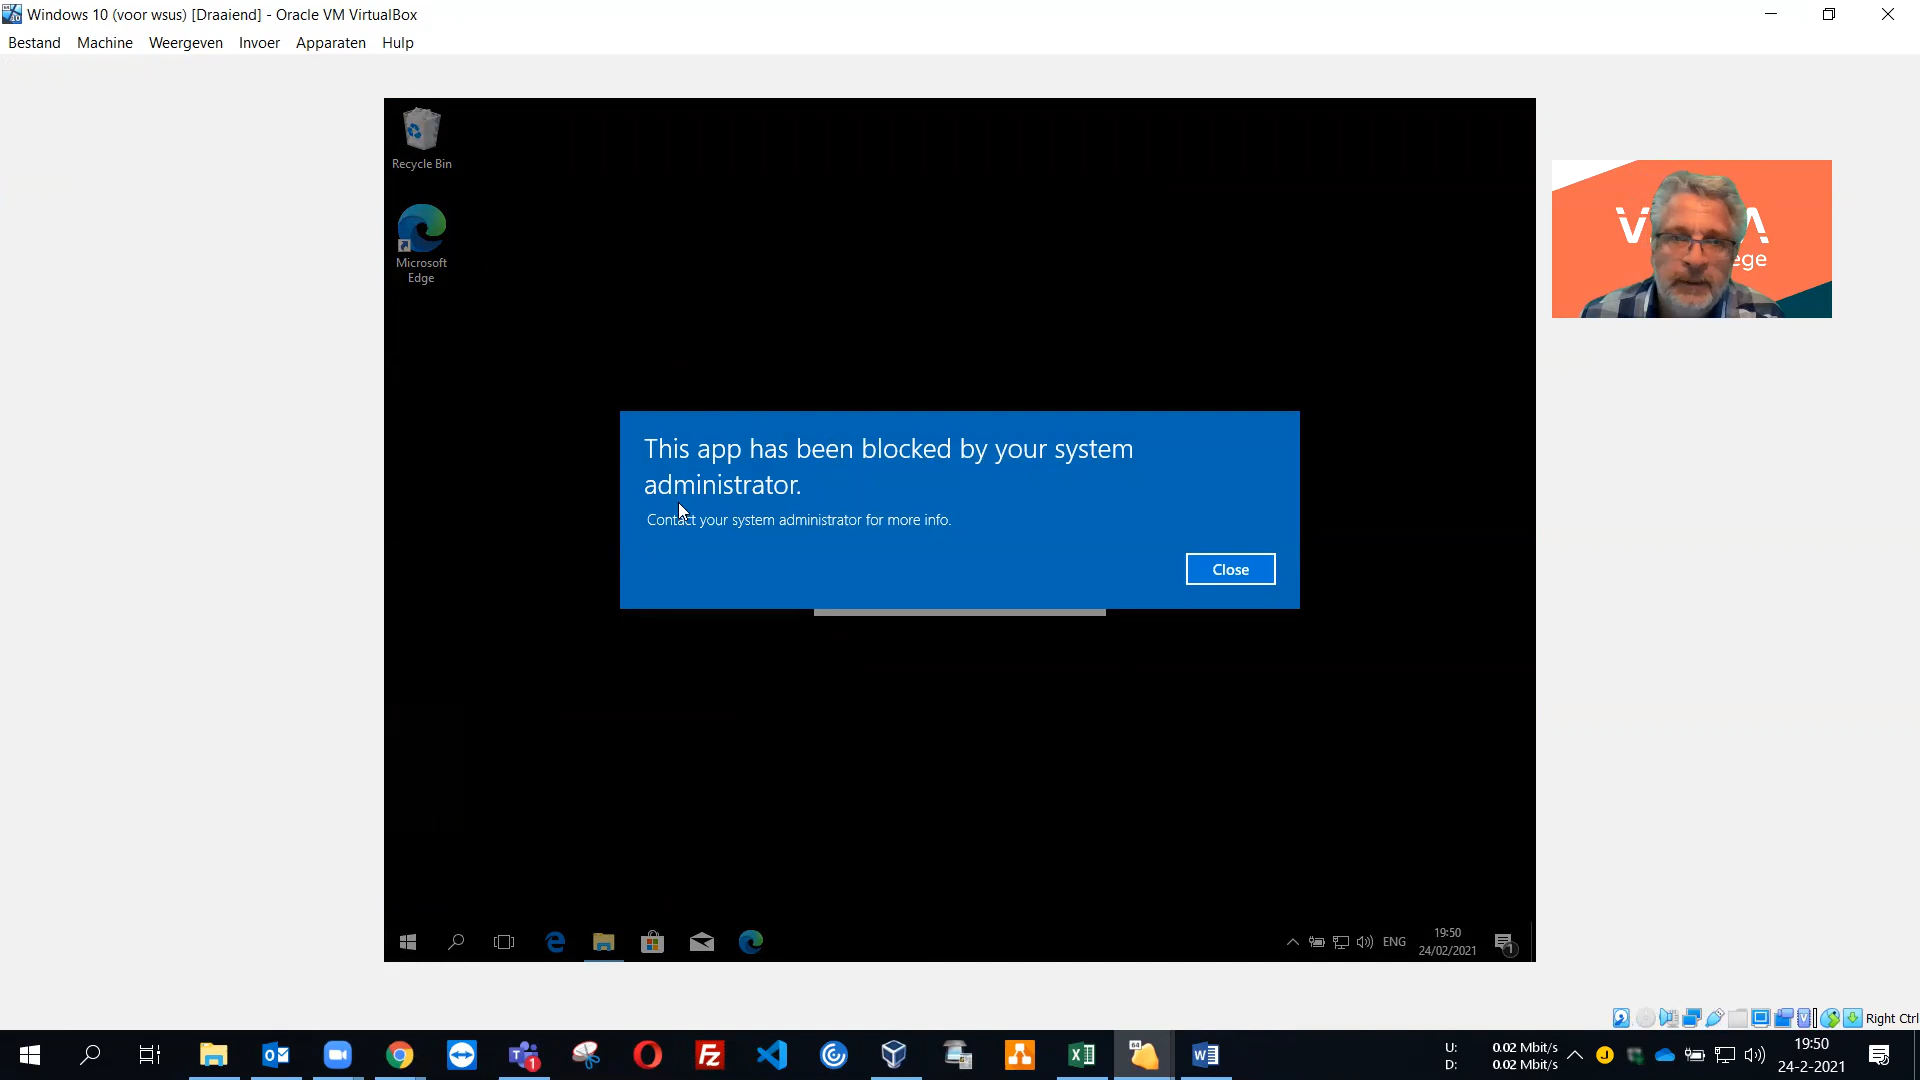 Windows 10 (voor wsus) [Draaiend] - Oracle VM VirtualBox
Bestand Machine Weergeven Invoer Apparaten Hulp
Recycle Bin
Microsoft
Edge
This app has been blocked by your system
administrator.
Contact your system administrator for more info.
Close
ege
ENG
19:50
24/02/2021
1
Right Ctrl
U: 0.02 Mbit/s
D: 0.02 Mbit/s
19:50
24-2-2021